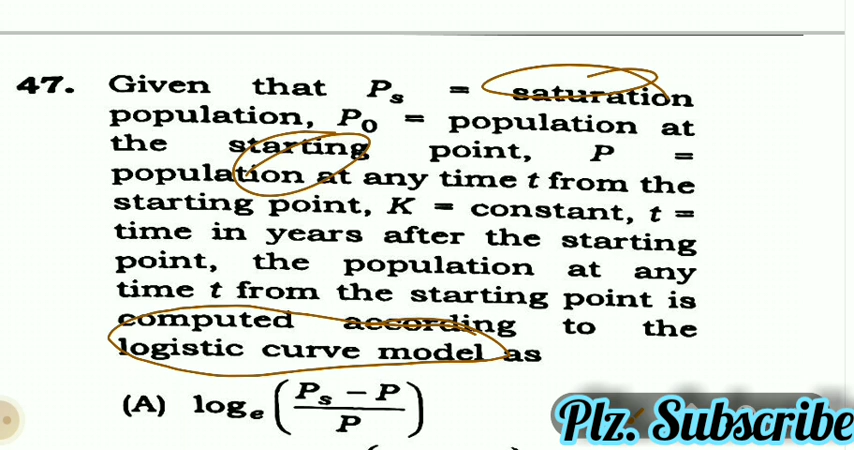 47. Given that Pₛ = saturation
population, P₀ = population at
the starting point, P =
population at any time t from the
starting point, K = constant, t =
time in years after the starting
point, the population at any
time t from the starting point is
computed according to the
logistic curve model as
(A) logₑ ((Pₛ − P) / P)
Plz. Subscribe